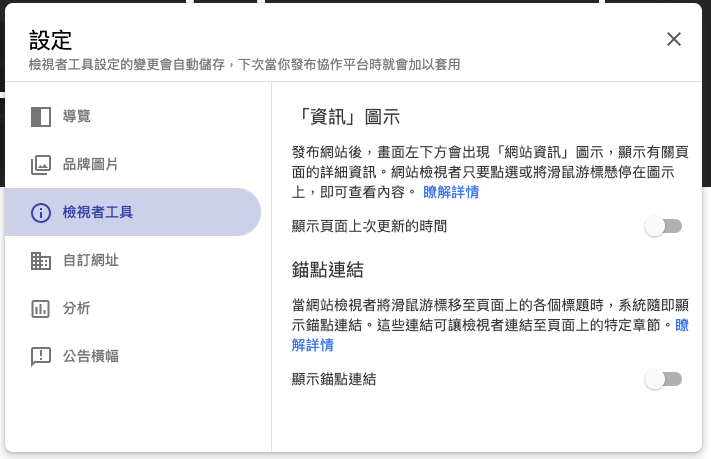 設定
檢視者工具設定的變更會自動儲存，下次當你發布協作平台時就會加以套用
導覽
品牌圖片
檢視者工具
自訂網址
分析
公告橫幅
「資訊」圖示
發布網站後，畫面左下方會出現「網站資訊」圖示，顯示有關頁
面的詳細資訊。網站檢視者只要點選或將滑鼠游標懸停在圖示
上，即可查看內容。 瞭解詳情
顯示頁面上次更新的時間
錨點連結
當網站檢視者將滑鼠游標移至頁面上的各個標題時，系統隨即顯
示錨點連結。這些連結可讓檢視者連結至頁面上的特定章節。瞭
解詳情
顯示錨點連結